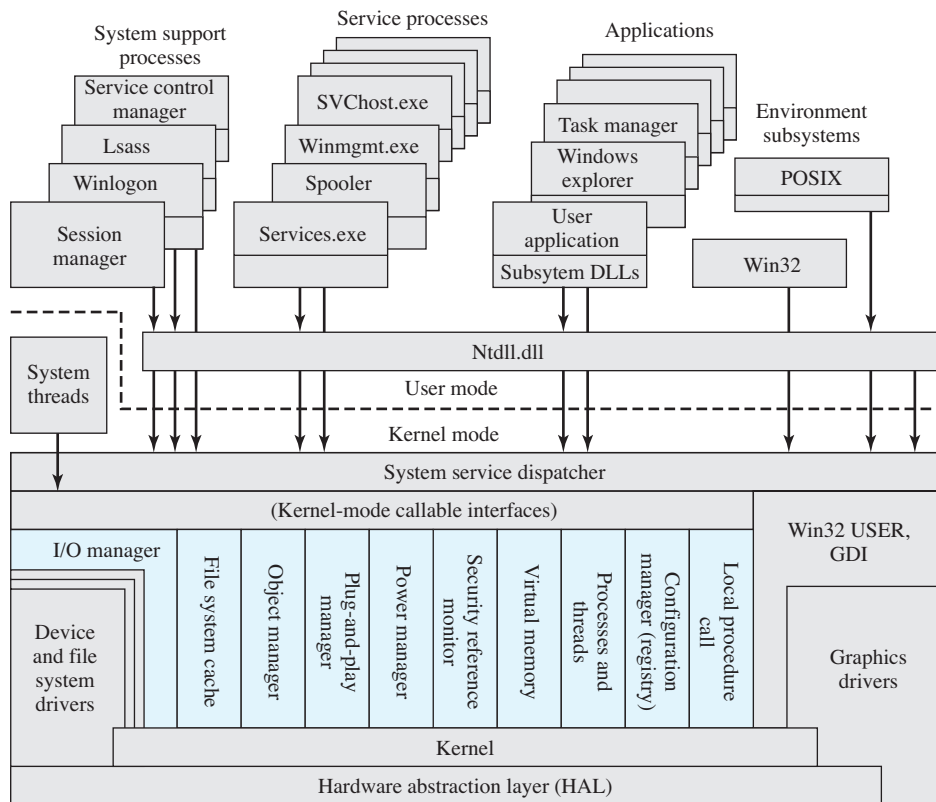 Service processes
System support
processes
Applications
Service control
manager
SVChost.exe
Task manager
Environment
subsystems
Lsass
Winmgmt.exe
Windows
explorer
Winlogon
Spooler
POSIX
Session
manager
Services.exe
User
application
Subsytem DLLs
Win32
Ntdll.dll
System
threads
User mode
Kernel mode
System service dispatcher
(Kernel-mode callable interfaces)
Win32 USER,
GDI
I/O manager
File system cache
Object manager
Plug-and-play
manager
Power manager
Security reference
monitor
Virtual memory
Processes and
threads
Configuration
manager (registry)
Local procedure
call
Device and file
system
drivers
Graphics
drivers
Kernel
Hardware abstraction layer (HAL)